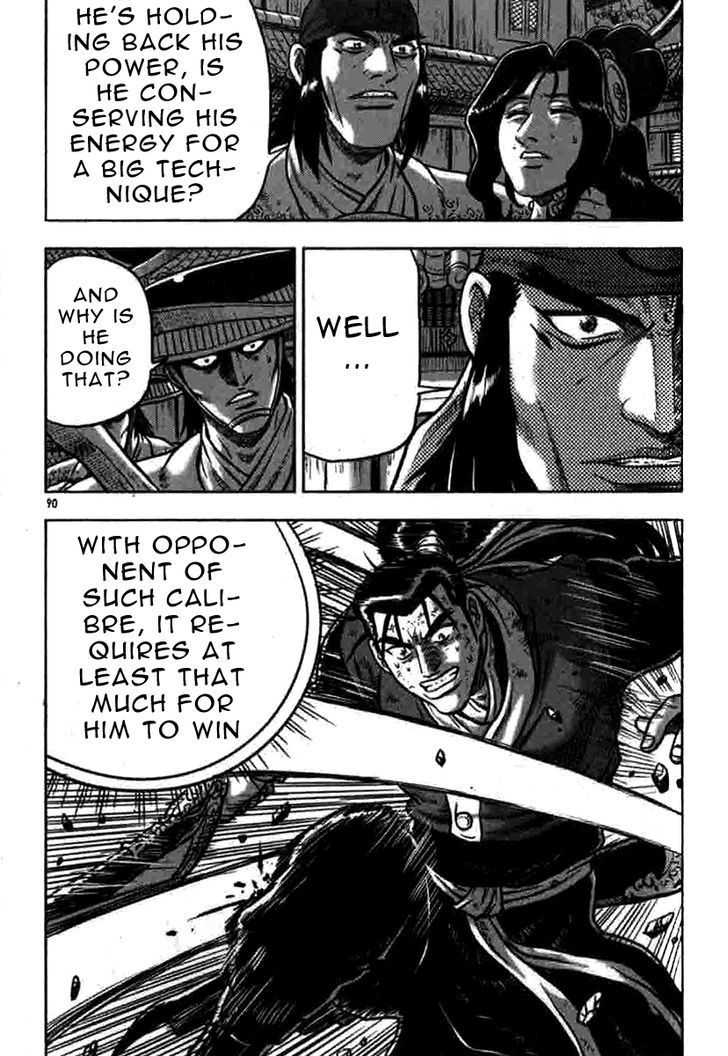 HE'S HOLD-
ING BACK HIS
POWER, IS
HE CON-
SERVING HIS
ENERGY FOR
A BIG TECH-
NIQUE?
AND
WHY IS
HE
DOING
THAT?
WELL
...
90
WITH OPPO-
NENT OF
SUCH CALI-
BRE, IT RE-
QUIRES AT
LEAST THAT
MUCH FOR
HIM TO WIN